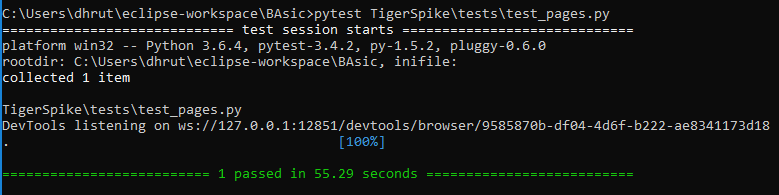 C:\Users\dhrut\eclipse-workspace\BAsic>pytest TigerSpike\tests\test_pages.py
============================= test session starts =============================
platform win32 -- Python 3.6.4, pytest-3.4.2, py-1.5.2, pluggy-0.6.0
rootdir: C:\Users\dhrut\eclipse-workspace\BAsic, inifile:
collected 1 item
TigerSpike\tests\test_pages.py
DevTools listening on ws://127.0.0.1:12851/devtools/browser/9585870b-df04-4d6f-b222-ae8341173d18
. [100%]
========================== 1 passed in 55.29 seconds ==========================